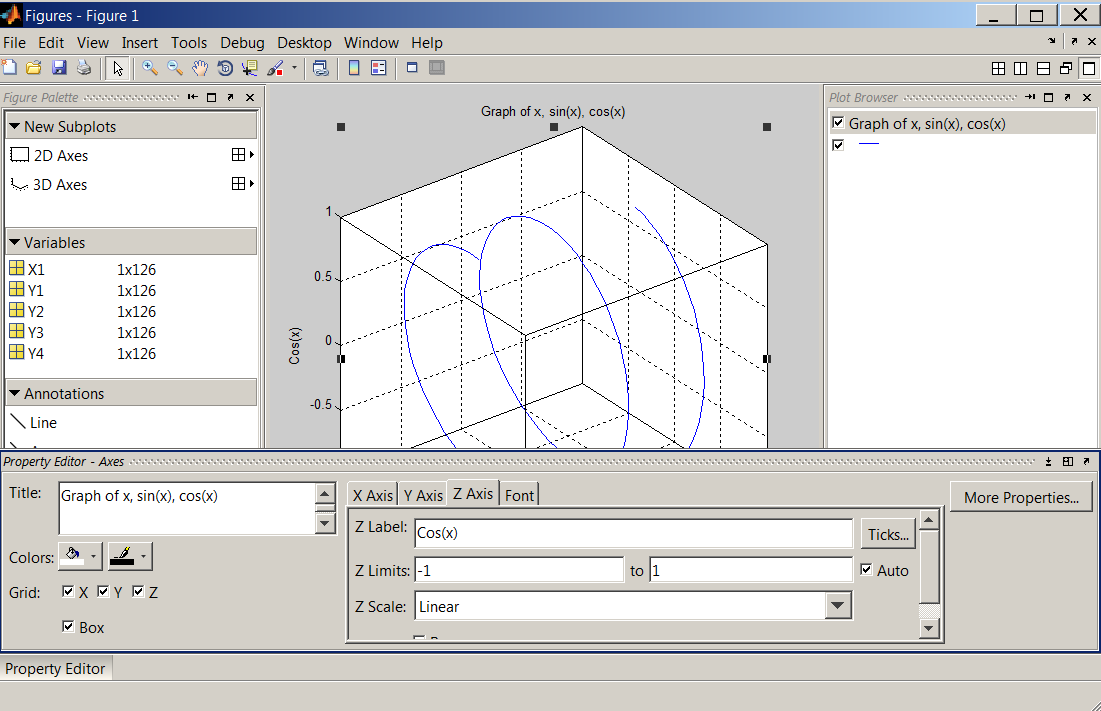 Figures - Figure 1
File Edit View Insert Tools Debug Desktop Window Help
Figure Palette
New Subplots
2D Axes
3D Axes
Variables
X1 1x126
Y1 1x126
Y2 1x126
Y3 1x126
Y4 1x126
Annotations
Line
Graph of x, sin(x), cos(x)
1
0.5
0
-0.5
Cos(x)
Plot Browser
Graph of x, sin(x), cos(x)
Property Editor - Axes
Title: Graph of x, sin(x), cos(x)
Colors:
Grid: X Y Z
Box
X Axis Y Axis Z Axis Font
Z Label: Cos(x) Ticks...
Z Limits: -1 to 1 Auto
Z Scale: Linear
More Properties...
Property Editor